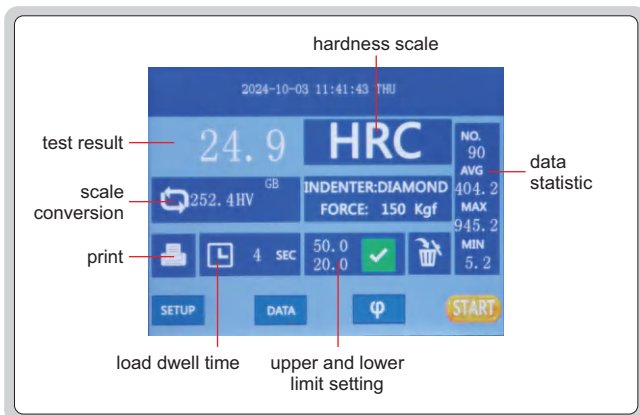 hardness scale
2024-10-03 11:41:43 THU
test result
24.9
HRC
NO.
90
AVG
404.2
MAX
945.2
MIN
5.2
data
statistic
scale
conversion
252.4HV
GB
INDENTER:DIAMOND
FORCE: 150 Kgf
print
4 SEC
50.0
20.0
SETUP
DATA
φ
START
load dwell time
upper and lower
limit setting